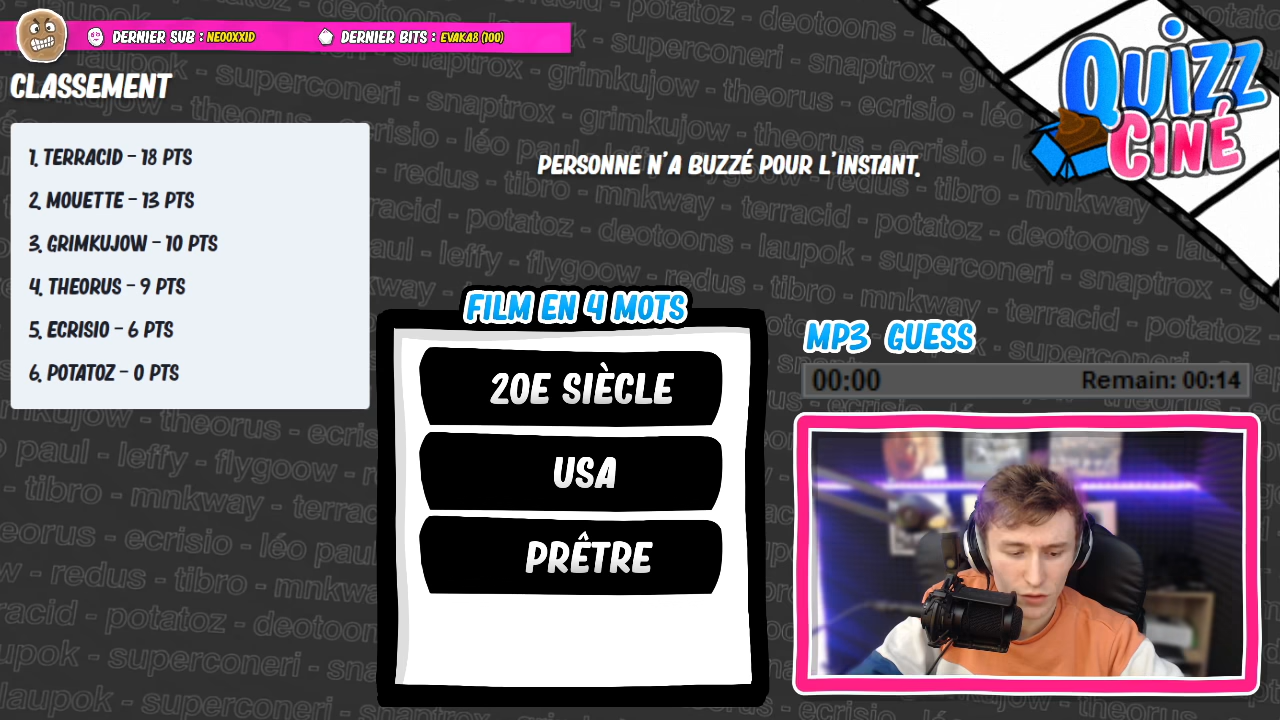 DERNIER SUB : NEOOXXID
DERNIER BITS : EVAKA8 (100)
CLASSEMENT
1. TERRACID - 18 PTS
2. MOUETTE - 13 PTS
3. GRIMKUJOW - 10 PTS
4. THEORUS - 9 PTS
5. ECRISIO - 6 PTS
6. POTATOZ - 0 PTS
PERSONNE N'A BUZZÉ POUR L'INSTANT.
QUIZZ
CINÉ
FILM EN 4 MOTS
20E SIÈCLE
USA
PRÊTRE
MP3 GUESS
00:00
Remain: 00:14